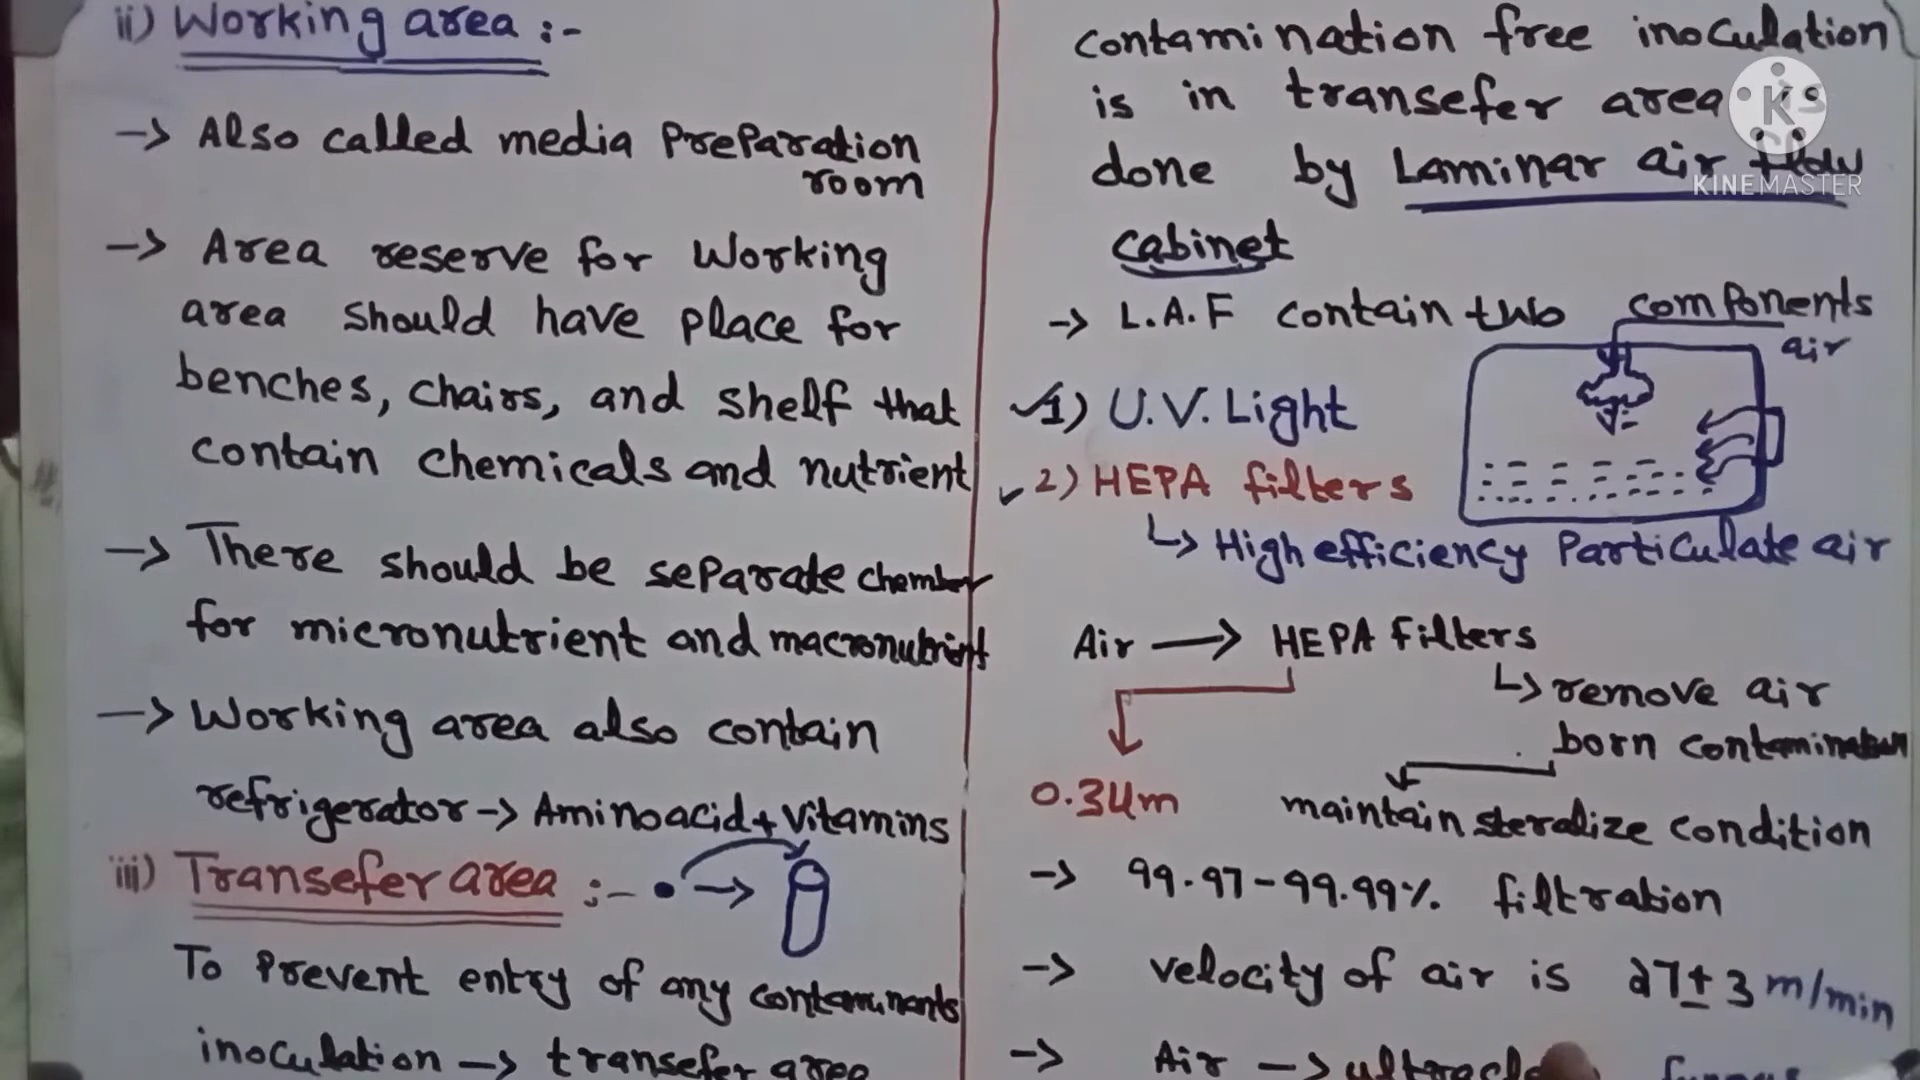 ii) Working area :-
-> Also called media preparation
room
-> Area reserve for working
area should have place for
benches, chairs, and shelf that
contain chemicals and nutrient
-> There should be separate chember
for micronutrient and macronutrient
-> Working area also contain
refrigerator -> Aminoacid + Vitamins
iii) Transefer area :-
To prevent entry of any contaminants
inoculation -> transefer area
contamination free inoculation
is in transefer area is
done by Laminar air flow
cabinet
-> L.A.F contain two components
air
1) U.V. Light
2) HEPA filters
High efficiency Particulate air
Air -> HEPA filters
remove air
born contamination
0.3µm
maintain steralize condition
-> 99.97-99.99% filtration
-> velocity of air is 27±3 m/min
-> Air ->
K
KINEMASTER